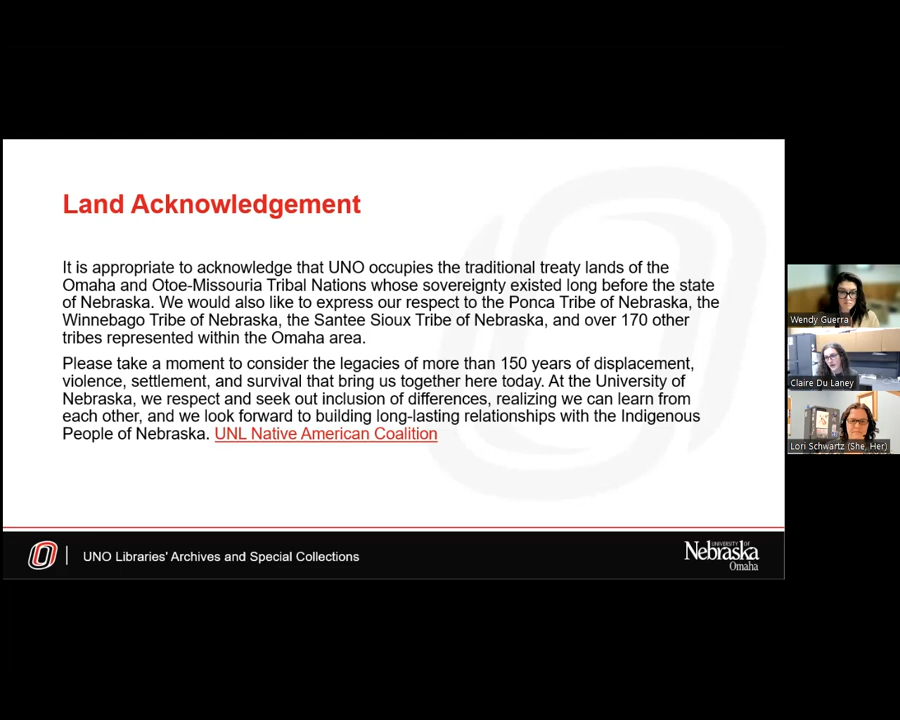 Land Acknowledgement
It is appropriate to acknowledge that UNO occupies the traditional treaty lands of the
Omaha and Otoe-Missouria Tribal Nations whose sovereignty existed long before the state
of Nebraska. We would also like to express our respect to the Ponca Tribe of Nebraska, the
Winnebago Tribe of Nebraska, the Santee Sioux Tribe of Nebraska, and over 170 other
tribes represented within the Omaha area.
Please take a moment to consider the legacies of more than 150 years of displacement,
violence, settlement, and survival that bring us together here today. At the University of
Nebraska, we respect and seek out inclusion of differences, realizing we can learn from
each other, and we look forward to building long-lasting relationships with the Indigenous
People of Nebraska. UNL Native American Coalition
UNO Libraries' Archives and Special Collections
UNIVERSITY OF
Nebraska
Omaha
Wendy Guerra
Claire Du Laney
Lori Schwartz (She, Her)